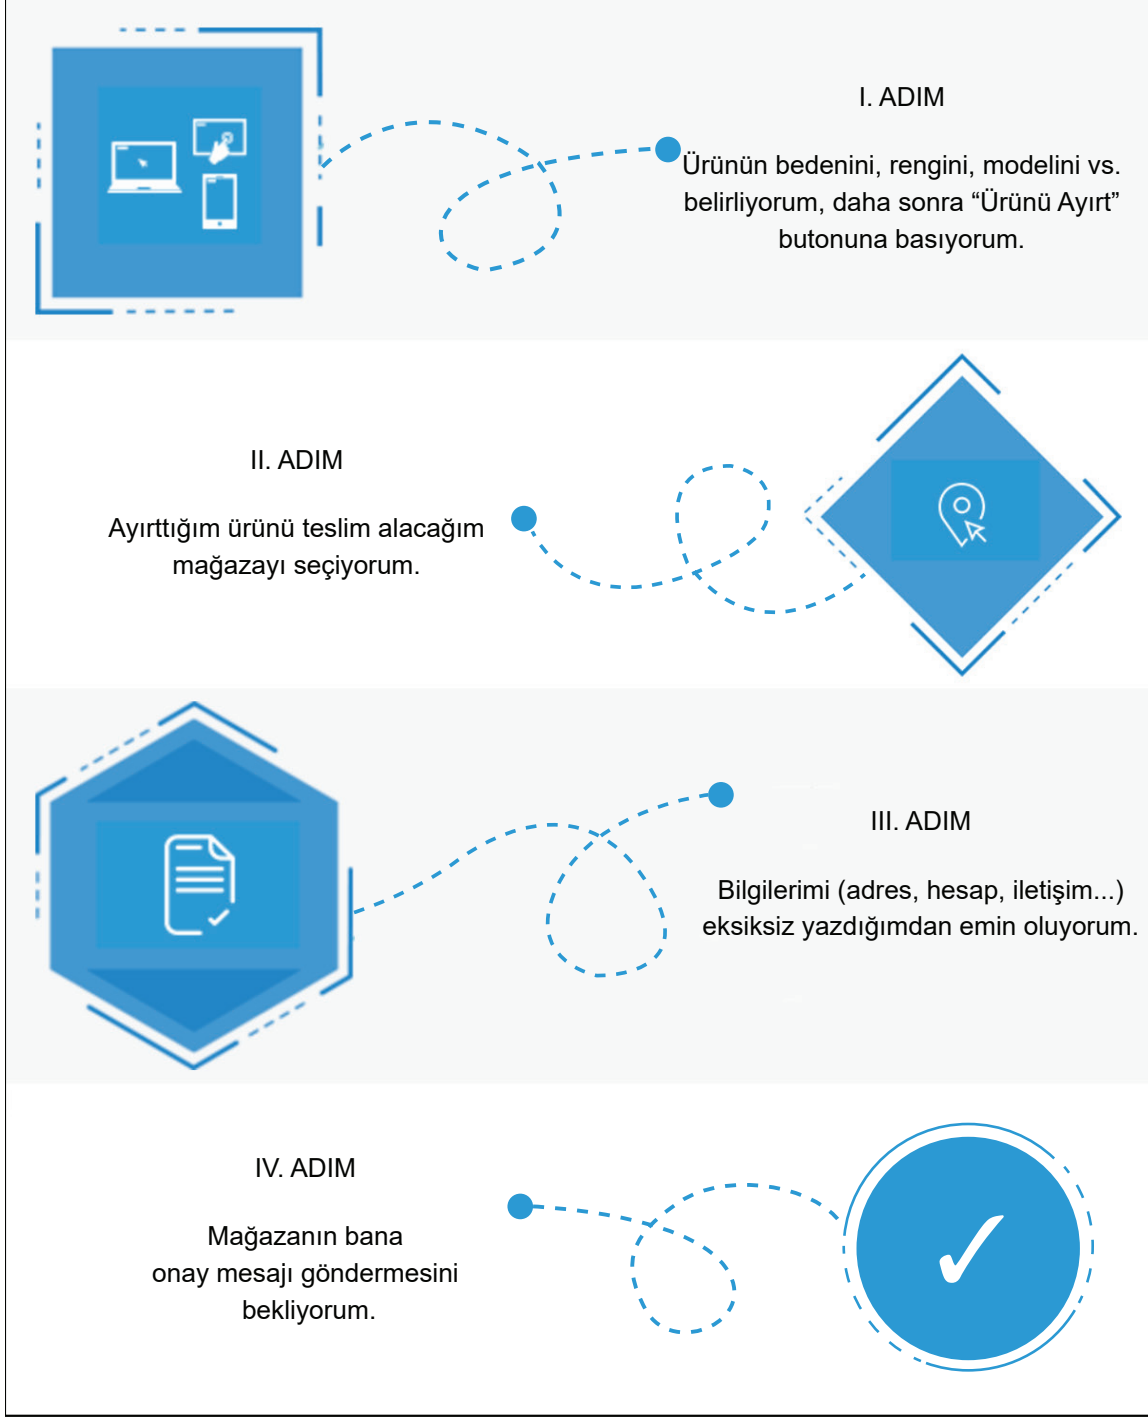 I. ADIM
Ürünün bedenini, rengini, modelini vs.
belirliyorum, daha sonra “Ürünü Ayırt”
butonuna basıyorum.
II. ADIM
Ayırttığım ürünü teslim alacağım
mağazayı seçiyorum.
III. ADIM
Bilgilerimi (adres, hesap, iletişim...)
eksiksiz yazdığımdan emin oluyorum.
IV. ADIM
Mağazanın bana
onay mesajı göndermesini
bekliyorum.